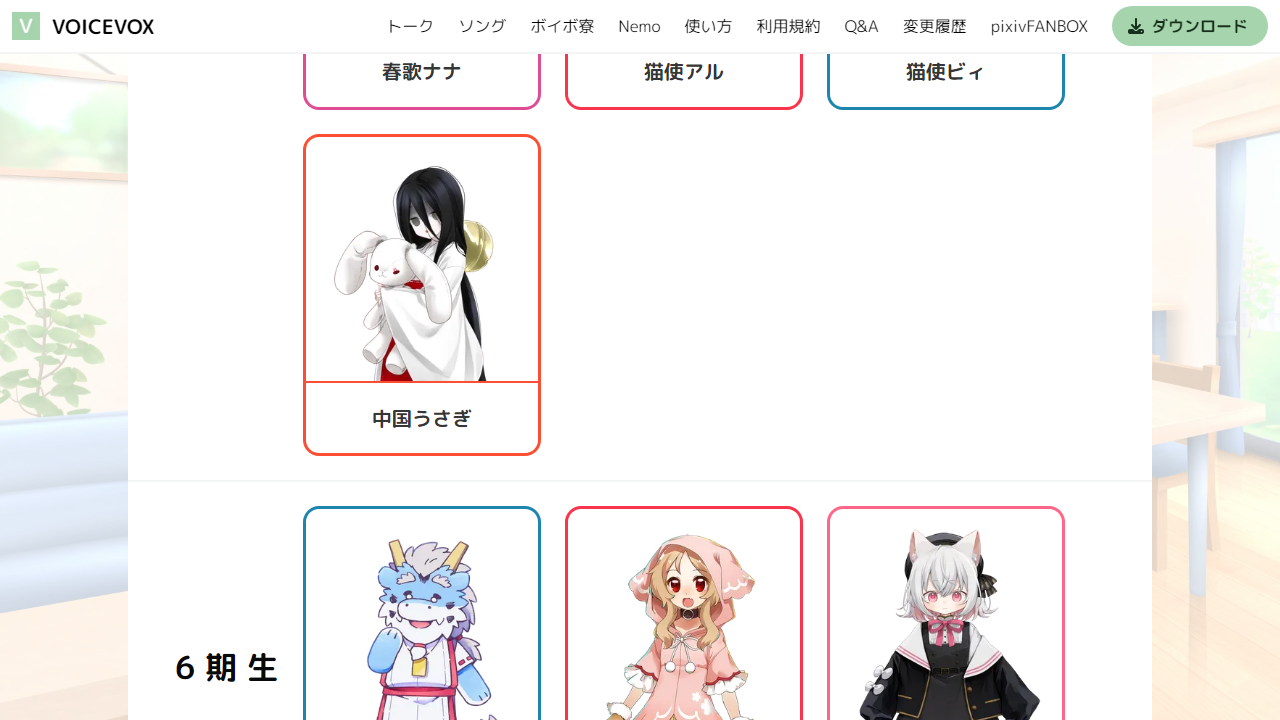 V VOICEVOX トーク ソング ボイボ寮 Nemo 使い方 利用規約 Q&A 変更履歴 pixivFANBOX ダウンロード
春歌ナナ 猫使アル 猫使ビィ
中国うさぎ
6期生